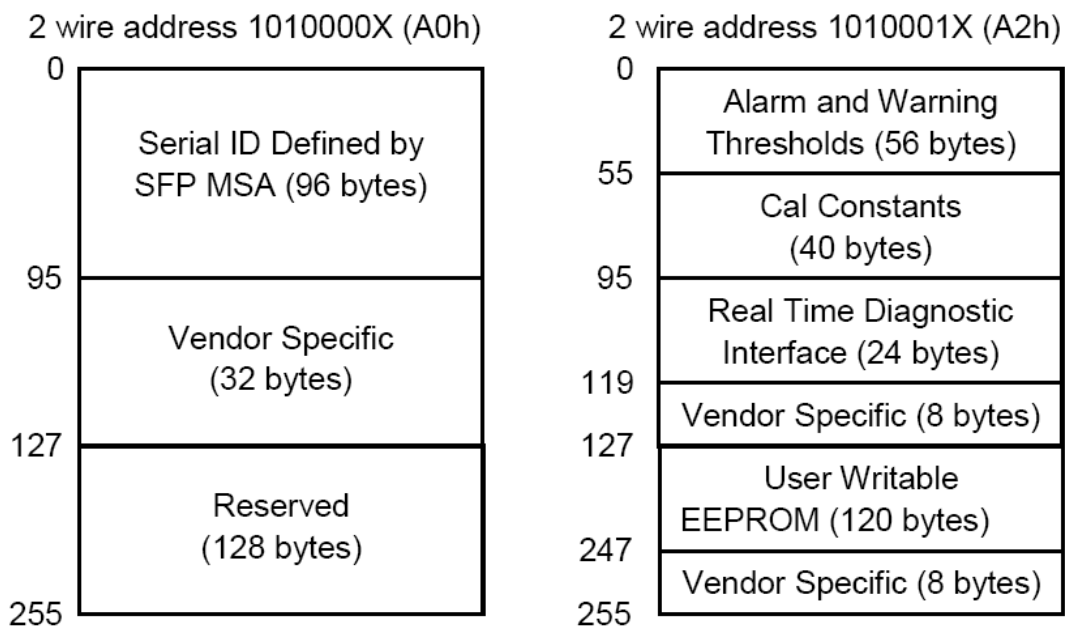 2 wire address 1010000X (A0h)
0
Serial ID Defined by
SFP MSA (96 bytes)
95
Vendor Specific
(32 bytes)
127
Reserved
(128 bytes)
255
2 wire address 1010001X (A2h)
0
Alarm and Warning
Thresholds (56 bytes)
55
Cal Constants
(40 bytes)
95
Real Time Diagnostic
Interface (24 bytes)
119
Vendor Specific (8 bytes)
127
User Writable
EEPROM (120 bytes)
247
Vendor Specific (8 bytes)
255